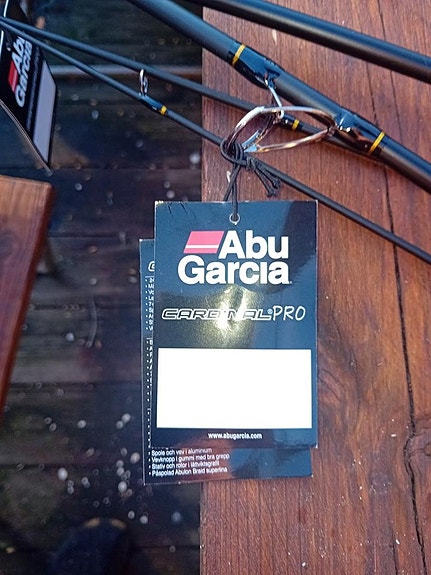 Abu
Garcia
CARDINAL® PRO
www.abugarcia.com
• Spole och vev i aluminium
• Vevknopp i gummi med bra grepp
• Stativ och rotor i lättviktsgrafit
• Påspolad Abulon Braid superlina